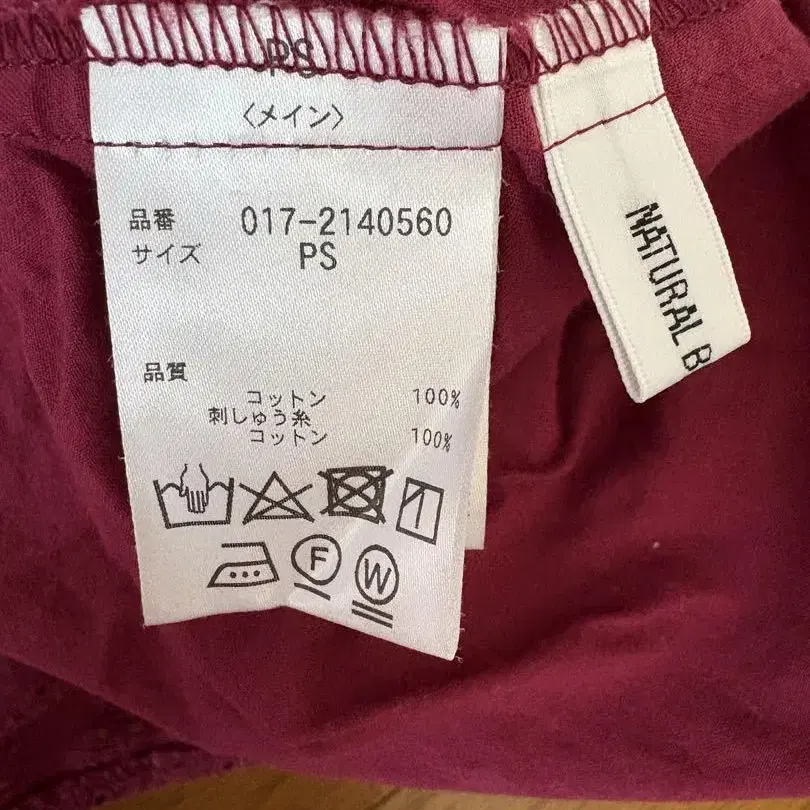 PS
〈メイン〉
品番 017-2140560
サイズ PS
品質
コットン 100%
刺しゅう糸
コットン 100%
F
W
NATURAL B